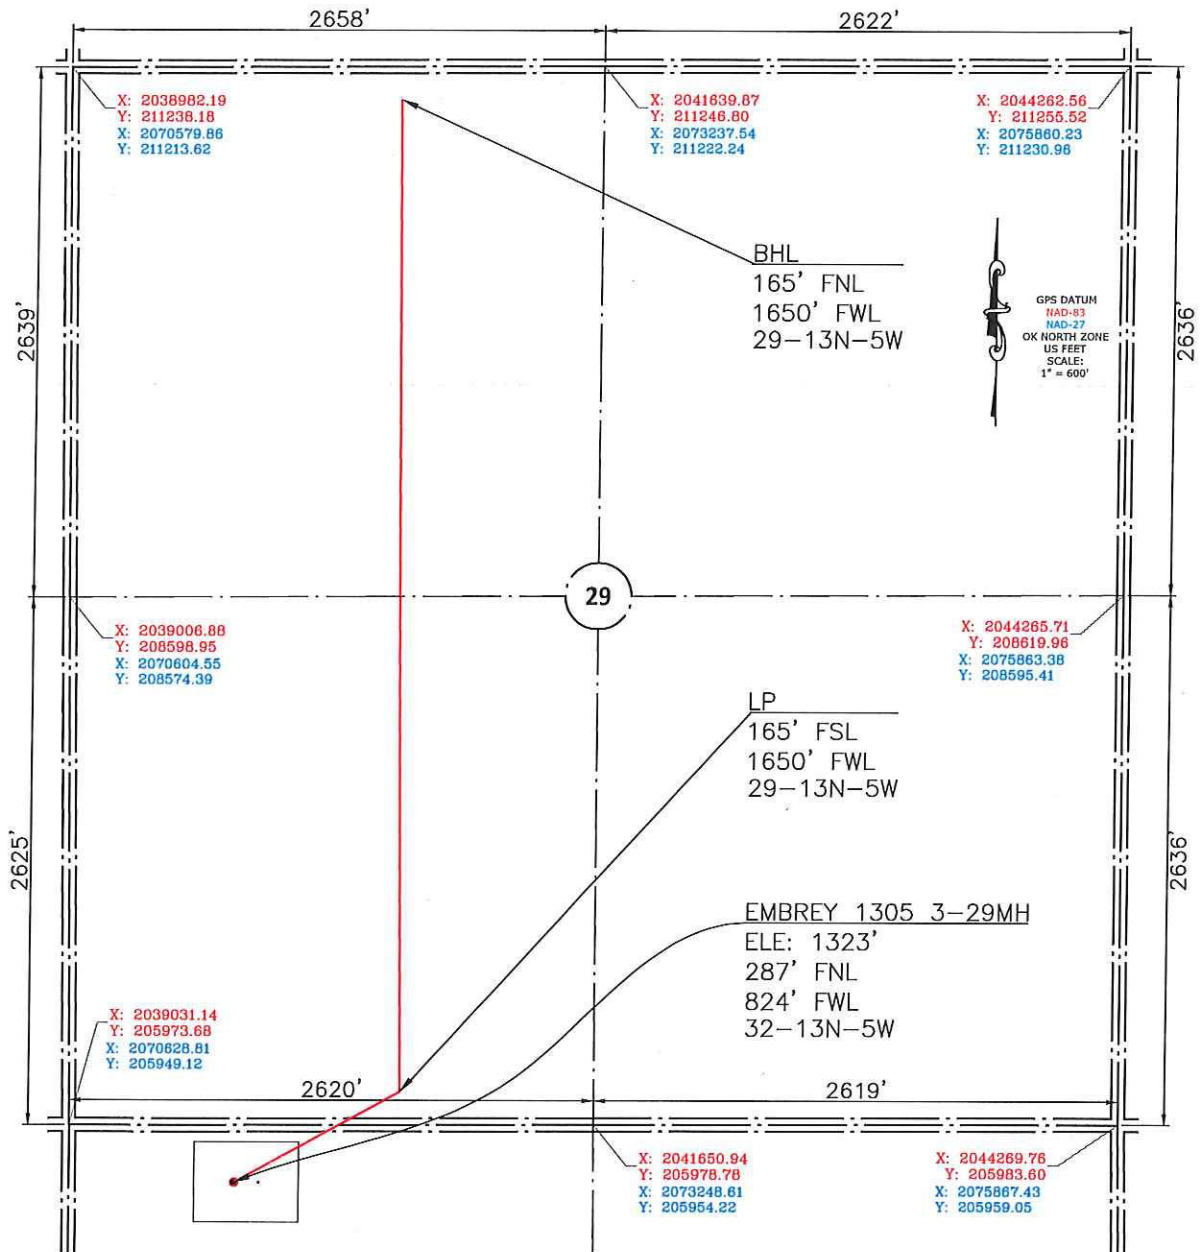 2658'
2622'
X: 2038982.19
Y: 211238.18
X: 2070579.86
Y: 211213.62
X: 2041639.87
Y: 211246.80
X: 2073237.54
Y: 211222.24
X: 2044262.56
Y: 211255.52
X: 2075860.23
Y: 211230.96
BHL
165' FNL
1650' FWL
29-13N-5W
GPS DATUM
NAD-83
NAD-27
OK NORTH ZONE
US FEET
SCALE:
1" = 600'
2639'
2636'
29
X: 2039006.88
Y: 208598.95
X: 2070604.55
Y: 208574.39
X: 2044265.71
Y: 208619.96
X: 2075863.38
Y: 208595.41
LP
165' FSL
1650' FWL
29-13N-5W
2625'
2636'
EMBREY 1305 3-29MH
ELE: 1323'
287' FNL
824' FWL
32-13N-5W
X: 2039031.14
Y: 205973.68
X: 2070628.81
Y: 205949.12
2620'
2619'
X: 2041650.94
Y: 205978.78
X: 2073248.61
Y: 205954.22
X: 2044269.76
Y: 205983.60
X: 2075867.43
Y: 205959.05